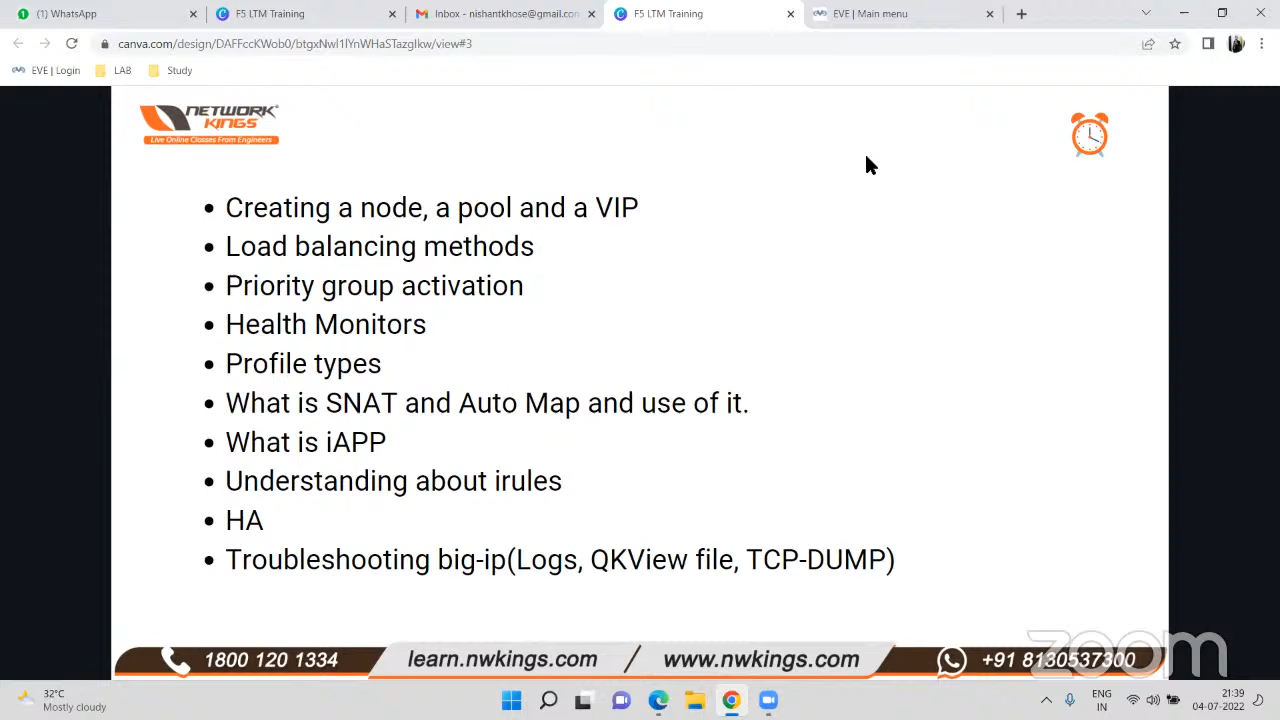 (1) WhatsApp
F5 LTM Training
Inbox - nishantkhose@gmail.con
F5 LTM Training
EVE | Main menu
canva.com/design/DAFFccKWob0/btgxNwl1lYnWHaSTazgIkw/view#3
EVE | Login
LAB
Study
NETWORK
KINGS
Live Online Classes From Engineers
• Creating a node, a pool and a VIP
• Load balancing methods
• Priority group activation
• Health Monitors
• Profile types
• What is SNAT and Auto Map and use of it.
• What is iAPP
• Understanding about irules
• HA
• Troubleshooting big-ip(Logs, QKView file, TCP-DUMP)
1800 120 1334
learn.nwkings.com / www.nwkings.com
+91 8130537300
zoom
32°C
Mostly cloudy
ENG
IN
21:39
04-07-2022